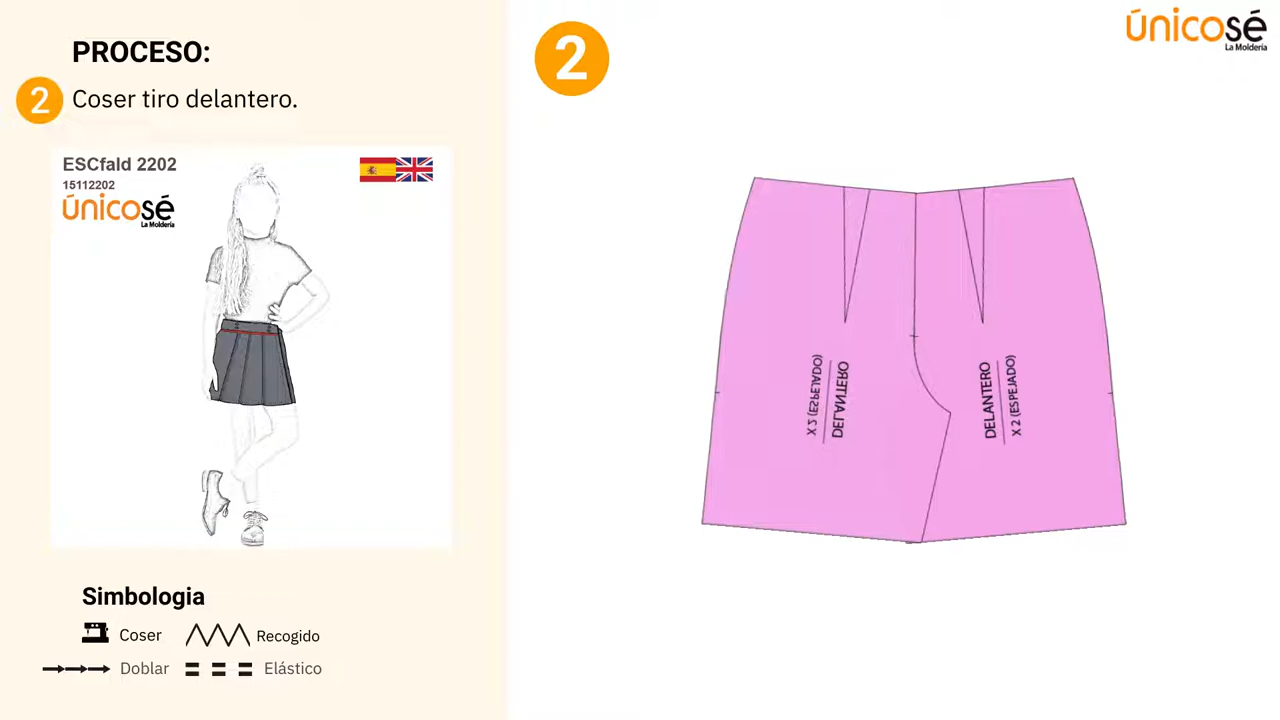 PROCESO:
2 Coser tiro delantero.
ESCfald 2202
15112202
únicosé
La Moldería
Simbologia
Coser
Recogido
Doblar
Elástico
2
únicosé
La Moldería
DELANTERO
X 2 (ESPEJADO)
DELANTERO
X 2 (ESPEJADO)